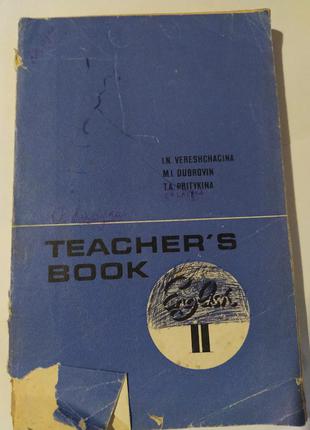 I.N. VERESHCHAGINA
M.I. DUBROVIN
T.A. PRITYKINA
TEACHER'S
BOOK
English
II